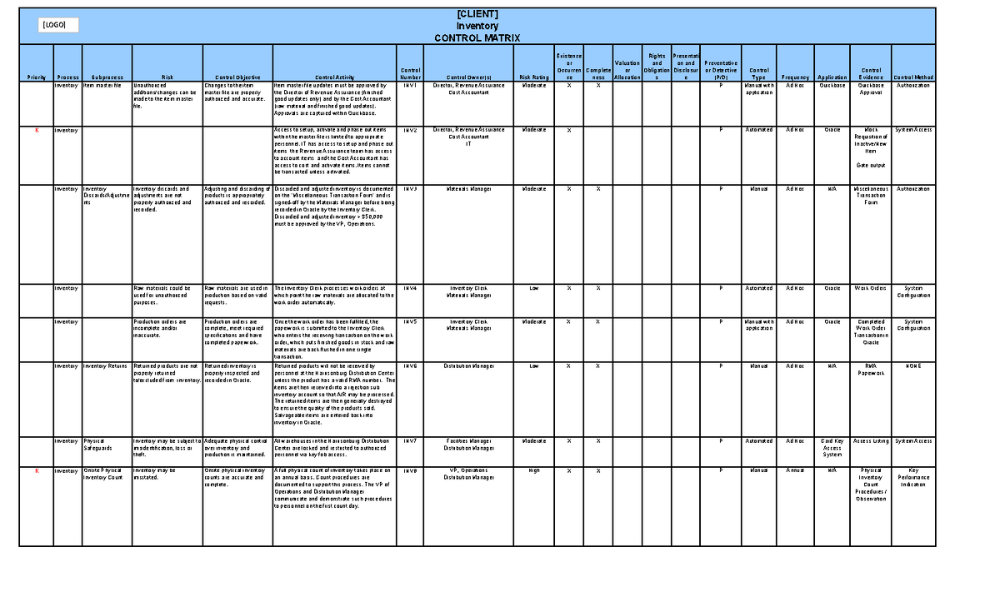 [LOGO]
[CLIENT]
Inventory
CONTROL MATRIX
Priority
Process
Subprocess
Risk
Control Objective
Control Activity
Control
Number
Control Owner(s)
Risk Rating
Existence
or
Occurren
ce
Complete
ness
Valuation
or
Allocation
Rights
and
Obligation
s
Presentati
on and
Disclosur
e
Preventative
or Detective
(P/D)
Control
Type
Frequency
Application
Control
Evidence
Control Method
Inventory
Item master file
Unauthorized
additions/changes can be
made to the item master
file.
Changes to the item
master file are properly
authorized and accurate.
Item master file updates must be approved by
the Director of Revenue Assurance (finished
good updates only) and by the Cost Accountant
(raw material and finished good updates).
Approvals are captured within Quickbase.
INV1
Director, Revenue Assurance
Cost Accountant
Moderate
X
X
P
Manual with
application
Ad Hoc
Quickbase
Quickbase
Approval
Authorization
K
Inventory
Access to setup, activate and phase out items
within the master file is limited to appropriate
personnel. IT has access to setup and phase out
items the Revenue Assurance team has access
to account items and the Cost Accountant has
access to cost and activate items. Items cannot
be transacted unless activated.
INV2
Director, Revenue Assurance
Cost Accountant
IT
Moderate
X
P
Automated
Ad Hoc
Oracle
Mock
Requisition of
Inactive/New
Item
Gate output
System Access
Inventory
Inventory
Discards/Adjustme
nts
Inventory discards and
adjustments are not
properly authorized and
recorded.
Adjusting and discarding of
products is appropriately
authorized and recorded.
Discarded and adjusted inventory is documented
on the 'Miscellaneous Transaction Form' and is
signed-off by the Materials Manager before being
recorded in Oracle by the Inventory Clerk.
Discarded and adjusted inventory > $50,000
must be approved by the VP, Operations.
INV3
Materials Manager
Moderate
X
X
P
Manual
Ad Hoc
N/A
Miscellaneous
Transaction
Form
Authorization
Inventory
Raw materials could be
used for unauthorized
purposes.
Raw materials are used in
production based on valid
requests.
The Inventory Clerk processes work orders at
which point the raw materials are allocated to the
work order automatically.
INV4
Inventory Clerk
Materials Manager
Low
X
X
P
Automated
Ad Hoc
Oracle
Work Orders
System
Configuration
Inventory
Production orders are
incomplete and/or
inaccurate.
Production orders are
complete, meet required
specifications and have
completed paperwork.
Once the work order has been fulfilled, the
paperwork is submitted to the Inventory Clerk
who enters the receiving transaction on the work
order, which puts finished goods in stock and raw
materials are back flushed in one single
transaction.
INV5
Inventory Clerk
Materials Manager
Moderate
X
X
P
Manual with
application
Ad Hoc
Oracle
Completed
Work Order
Transaction in
Oracle
System
Configuration
Inventory
Inventory Returns
Returned products are not
properly returned
to/excluded from inventory.
Returned inventory is
properly inspected and
recorded in Oracle.
Returned products will not be received by
personnel at the Harrisonburg Distribution Center
unless the product has a valid RMA number. The
items are then received into a rejection sub
inventory account so that A/R may be processed.
The returned items are then generally destroyed
to ensure the quality of the products sold.
Salvageable items are entered back into
inventory in Oracle.
INV6
Distribution Manager
Low
X
X
P
Manual
Ad Hoc
N/A
RMA
Paperwork
NONE
Inventory
Physical
Safeguards
Inventory may be subject to
misidentification, loss or
theft.
Adequate physical control
over inventory and
production is maintained.
All warehouses in the Harrisonburg Distribution
Center are locked and restricted to authorized
personnel via key fob access.
INV7
Facilities Manager
Distribution Manager
Moderate
X
X
P
Automated
Ad Hoc
Card Key
Access
System
Access Listing
System Access
K
Inventory
Onsite Physical
Inventory Count
Inventory may be
misstated.
Onsite physical inventory
counts are accurate and
complete.
A full physical count of inventory takes place on
an annual basis. Count procedures are
documented to support this process. The VP of
Operations and Distribution Manager
communicate and demonstrate such procedures
to personnel on the first count day.
INV8
VP, Operations
Distribution Manager
High
X
X
P
Manual
Annual
N/A
Physical
Inventory
Count
Procedures /
Observation
Key
Performance
Indication